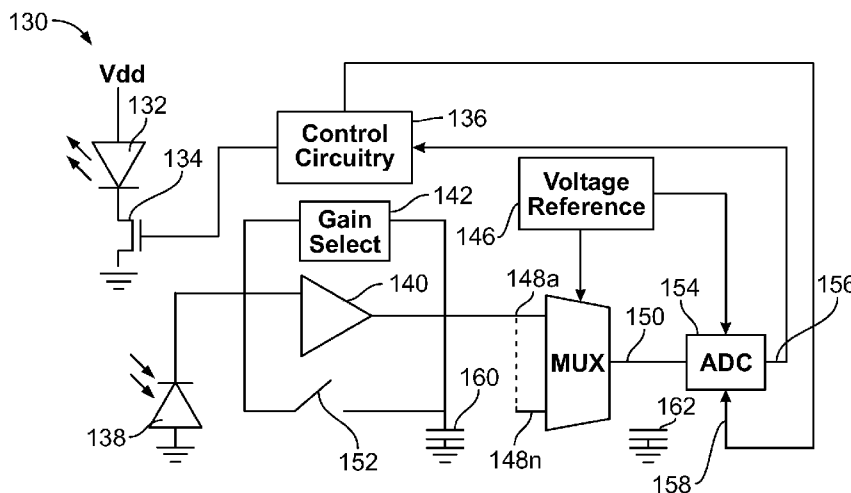 130
Vdd
132
134
Control
Circuitry
136
142
Gain
Select
Voltage
Reference
146
140
148a
154
156
150
MUX
ADC
138
152
160
148n
162
158